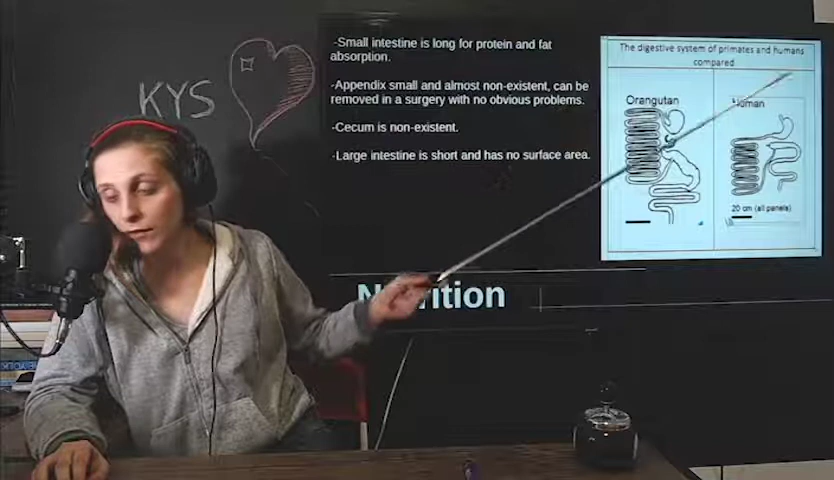 -Small intestine is long for protein and fat
absorption.
-Appendix small and almost non-existent, can be
removed in a surgery with no obvious problems.
-Cecum is non-existent.
-Large intestine is short and has no surface area.
The digestive system of primates and humans
compared
Orangutan
Human
20 cm (all panels)
KYS
Nutrition